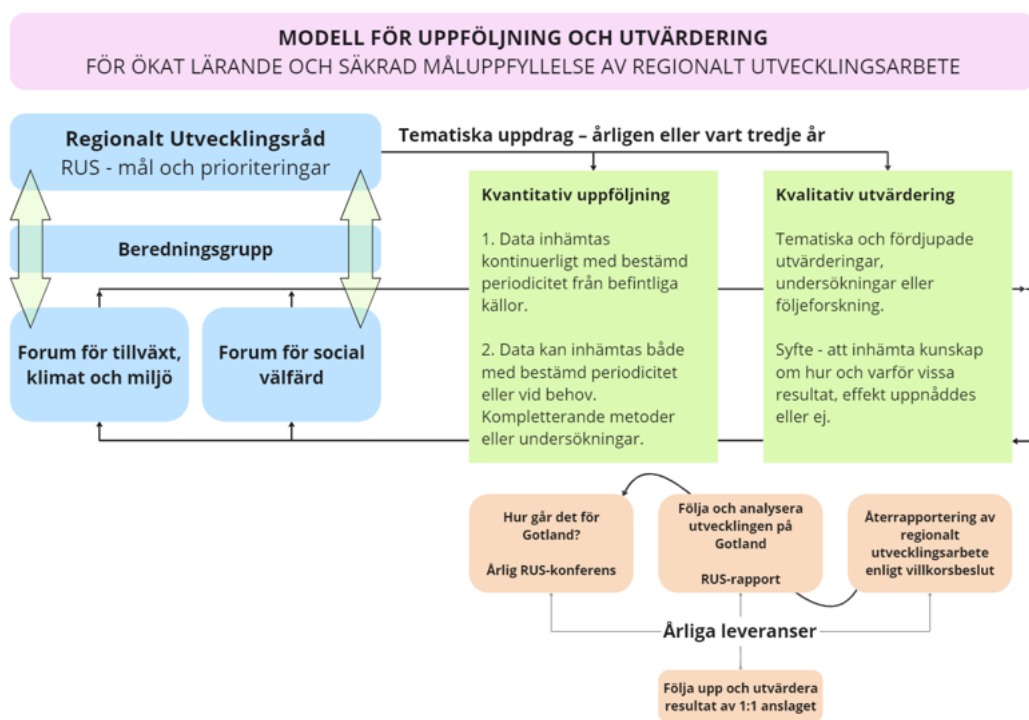 MODELL FÖR UPPFÖLJNING OCH UTVÄRDERING
FÖR ÖKAT LÄRANDE OCH SÄKRAD MÅLUPPFYLLELSE AV REGIONALT UTVECKLINGSARBETE
Regionalt Utvecklingsråd
RUS - mål och prioriteringar
Tematiska uppdrag – årligen eller vart tredje år
Beredningsgrupp
Forum för tillväxt,
klimat och miljö
Forum för social
välfärd
Kvantitativ uppföljning
1. Data inhämtas
kontinuerligt med bestämd
periodicitet från befintliga
källor.
2. Data kan inhämtas både
med bestämd periodicitet
eller vid behov.
Kompletterande metoder
eller undersökningar.
Kvalitativ utvärdering
Tematiska och fördjupade
utvärderingar,
undersökningar eller
följeforskning.
Syfte - att inhämta kunskap
om hur och varför vissa
resultat, effekt uppnåddes
eller ej.
Hur går det för
Gotland?
Årlig RUS-konferens
Följa och analysera
utvecklingen på
Gotland
RUS-rapport
Återrapportering av
regionalt
utvecklingsarbete
enligt villkorsbeslut
Årliga leveranser
Följa upp och utvärdera
resultat av 1:1 anslaget